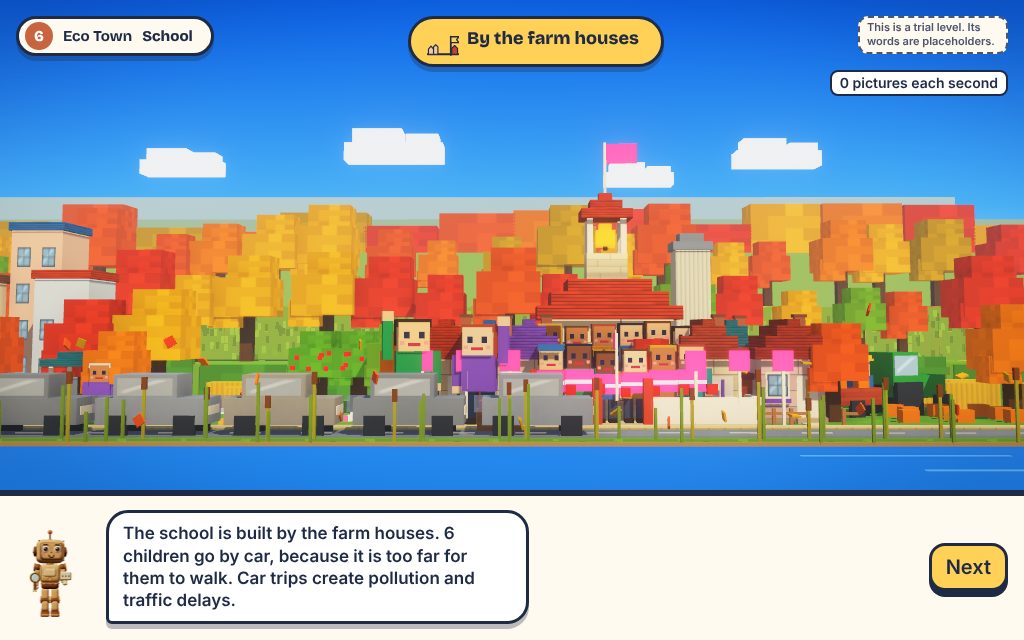 6 Eco Town School
By the farm houses
This is a trial level. Its
words are placeholders.
0 pictures each second
The school is built by the farm houses. 6
children go by car, because it is too far for
them to walk. Car trips create pollution and
traffic delays.
Next